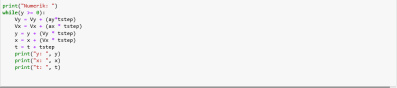 print("Numerik: ")
while(y >= 0):
    Vy = Vy + (ay*tstep)
    Vx = Vx + (ax * tstep)
    y = y + (Vy * tstep)
    x = x + (Vx * tstep)
    t = t + tstep
    print("y: ", y)
    print("x: ", x)
    print("t: ", t)